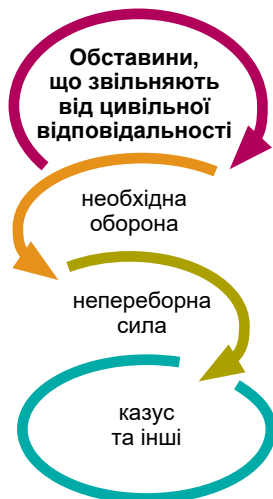 Обставини,
що звільняють
від цивільної
відповідальності
необхідна
оборона
непереборна
сила
казус
та інші